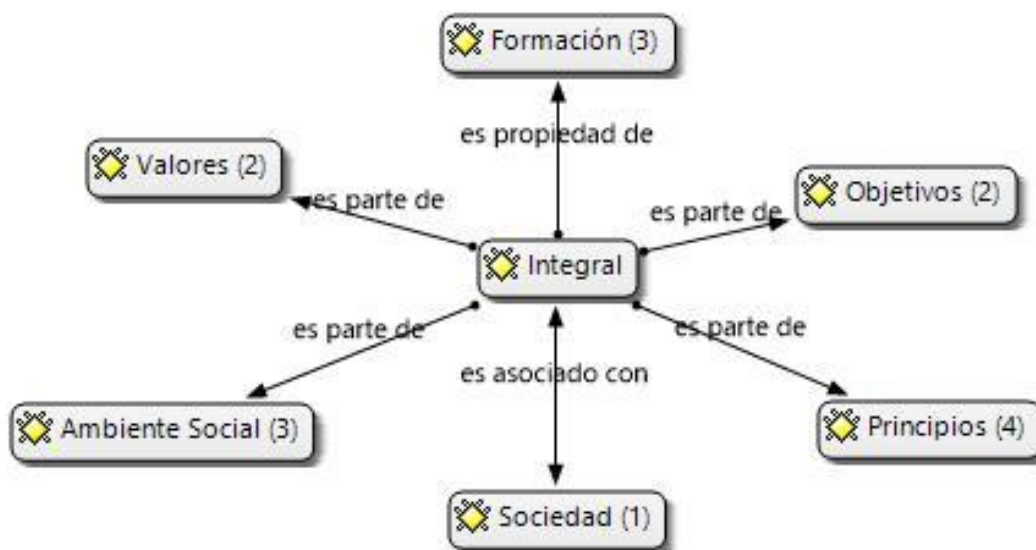 Formación (3)
es propiedad de
Valores (2)
es parte de
Objetivos (2)
es parte de
Integral
es parte de
es parte de
es asociado con
Ambiente Social (3)
Principios (4)
Sociedad (1)